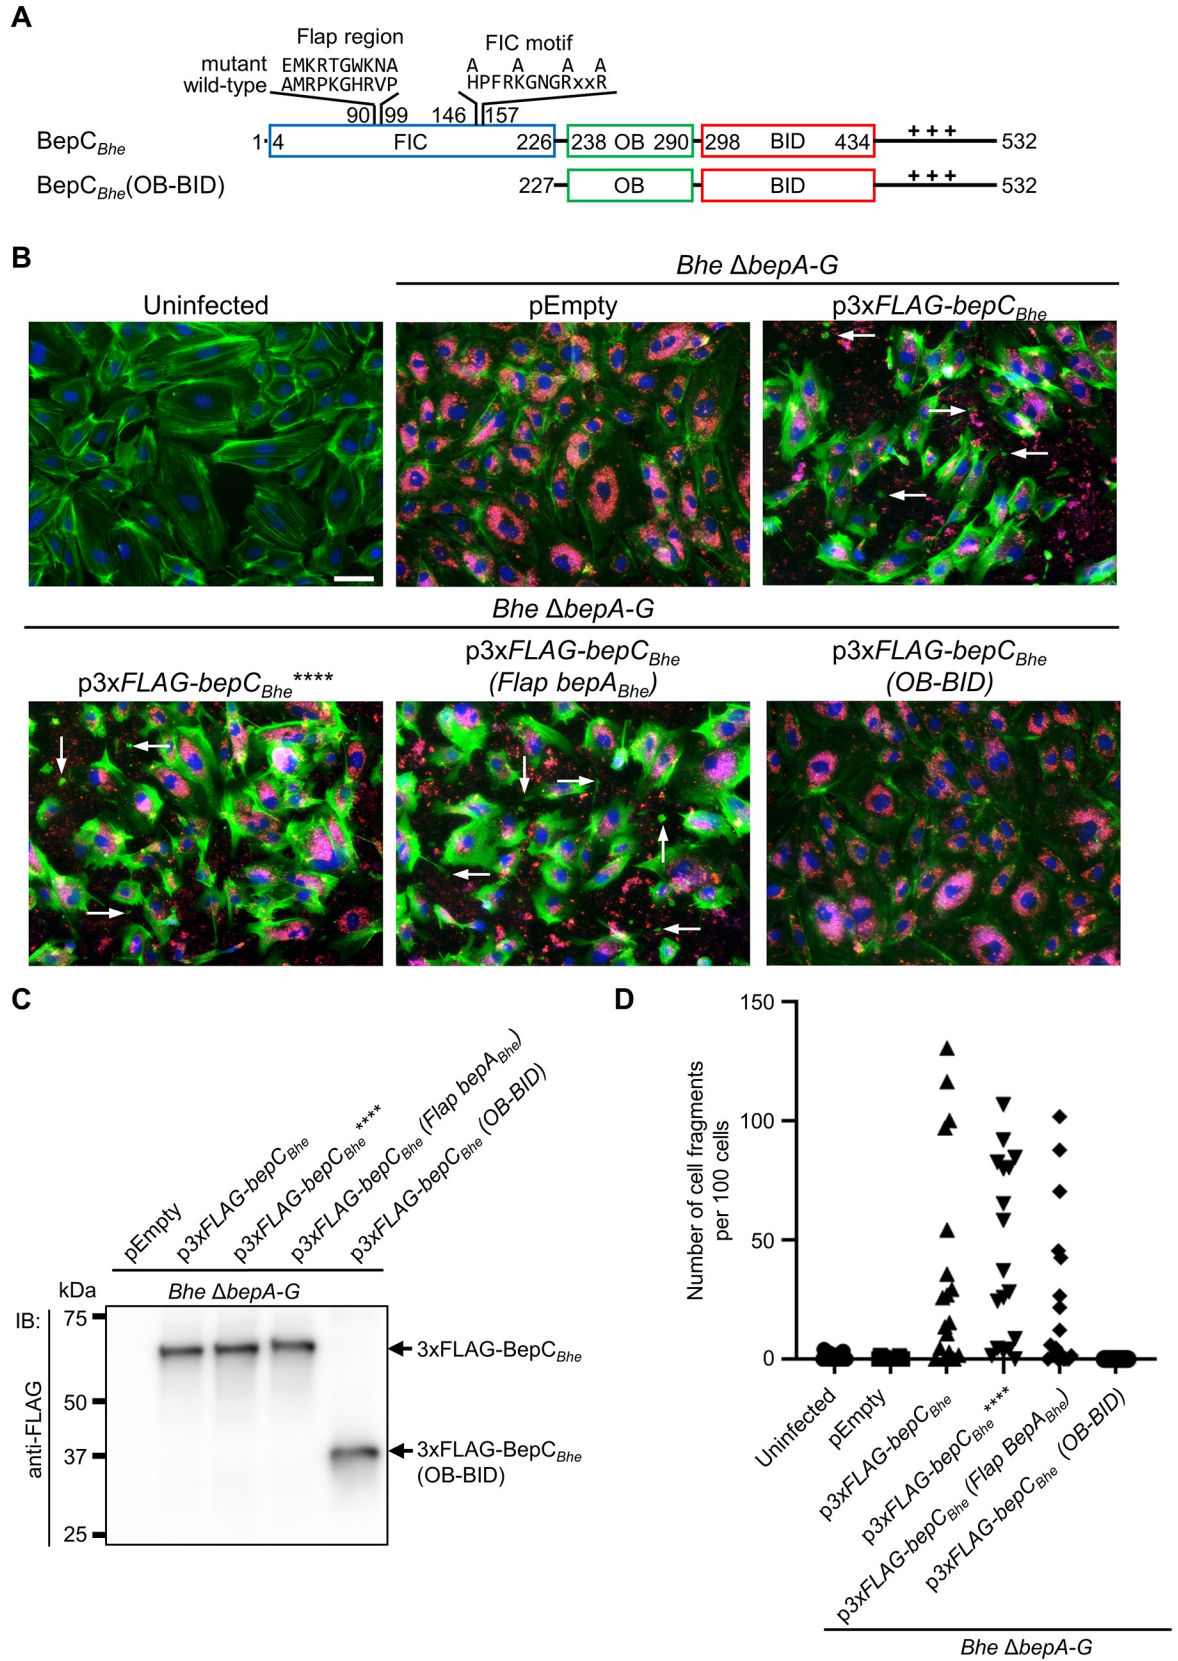 A
Flap region
FIC motif
mutant EMKRTGWKNA A A A A
wild-type AMRPKGHRVP HPFRKGNGRxxR
90 99 146 157
BepCBhe 1 4 FIC 226 238 OB 290 298 BID 434 +++ 532
BepCBhe(OB-BID) 227 OB BID +++ 532
B
Bhe ΔbepA-G
Uninfected pEmpty p3xFLAG-bepCBhe
Bhe ΔbepA-G
p3xFLAG-bepCBhe**** p3xFLAG-bepCBhe (Flap bepABhe) p3xFLAG-bepCBhe (OB-BID)
C
pEmpty
p3xFLAG-bepCBhe
p3xFLAG-bepCBhe****
p3xFLAG-bepCBhe (Flap bepABhe)
p3xFLAG-bepCBhe (OB-BID)
kDa Bhe ΔbepA-G
IB: 75
3xFLAG-BepCBhe
50
anti-FLAG
37 3xFLAG-BepCBhe
(OB-BID)
25
D
Number of cell fragments
per 100 cells
150
100
50
0
Uninfected
pEmpty
p3xFLAG-bepCBhe
p3xFLAG-bepCBhe****
p3xFLAG-bepCBhe (Flap BepABhe)
p3xFLAG-bepCBhe (OB-BID)
Bhe ΔbepA-G